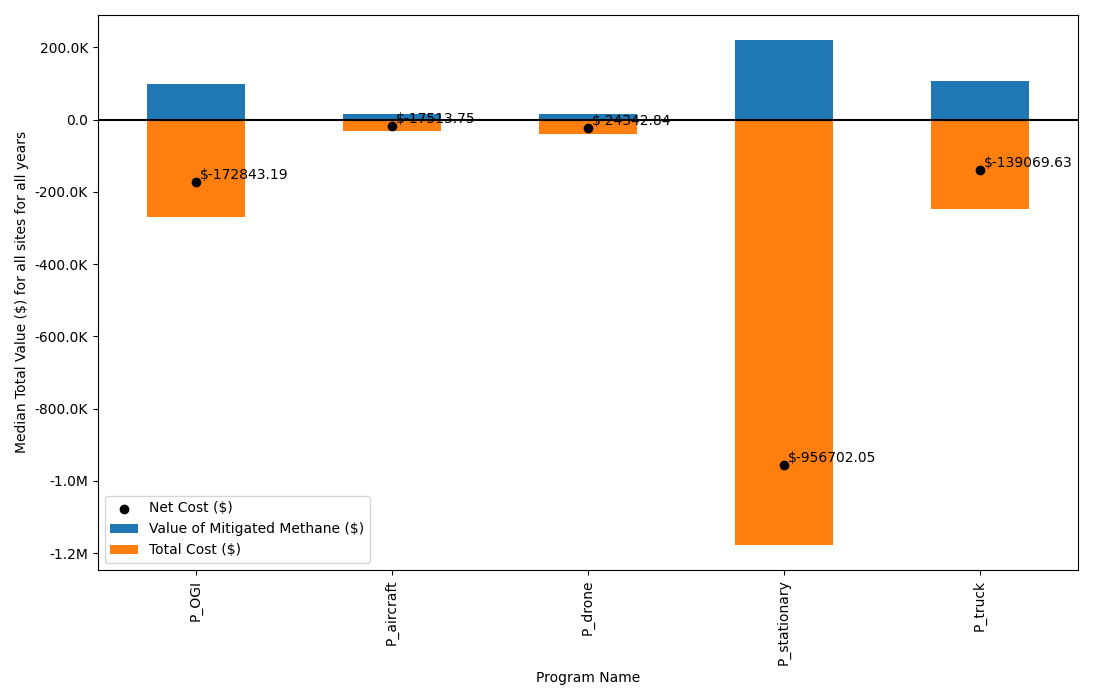 Median Total Value ($) for all sites for all years
200.0K
0.0
-200.0K
-400.0K
-600.0K
-800.0K
-1.0M
-1.2M
$-172843.19
$-17513.75
$-24342.84
$-956702.05
$-139069.63
Net Cost ($)
Value of Mitigated Methane ($)
Total Cost ($)
P_OGI
P_aircraft
P_drone
P_stationary
P_truck
Program Name